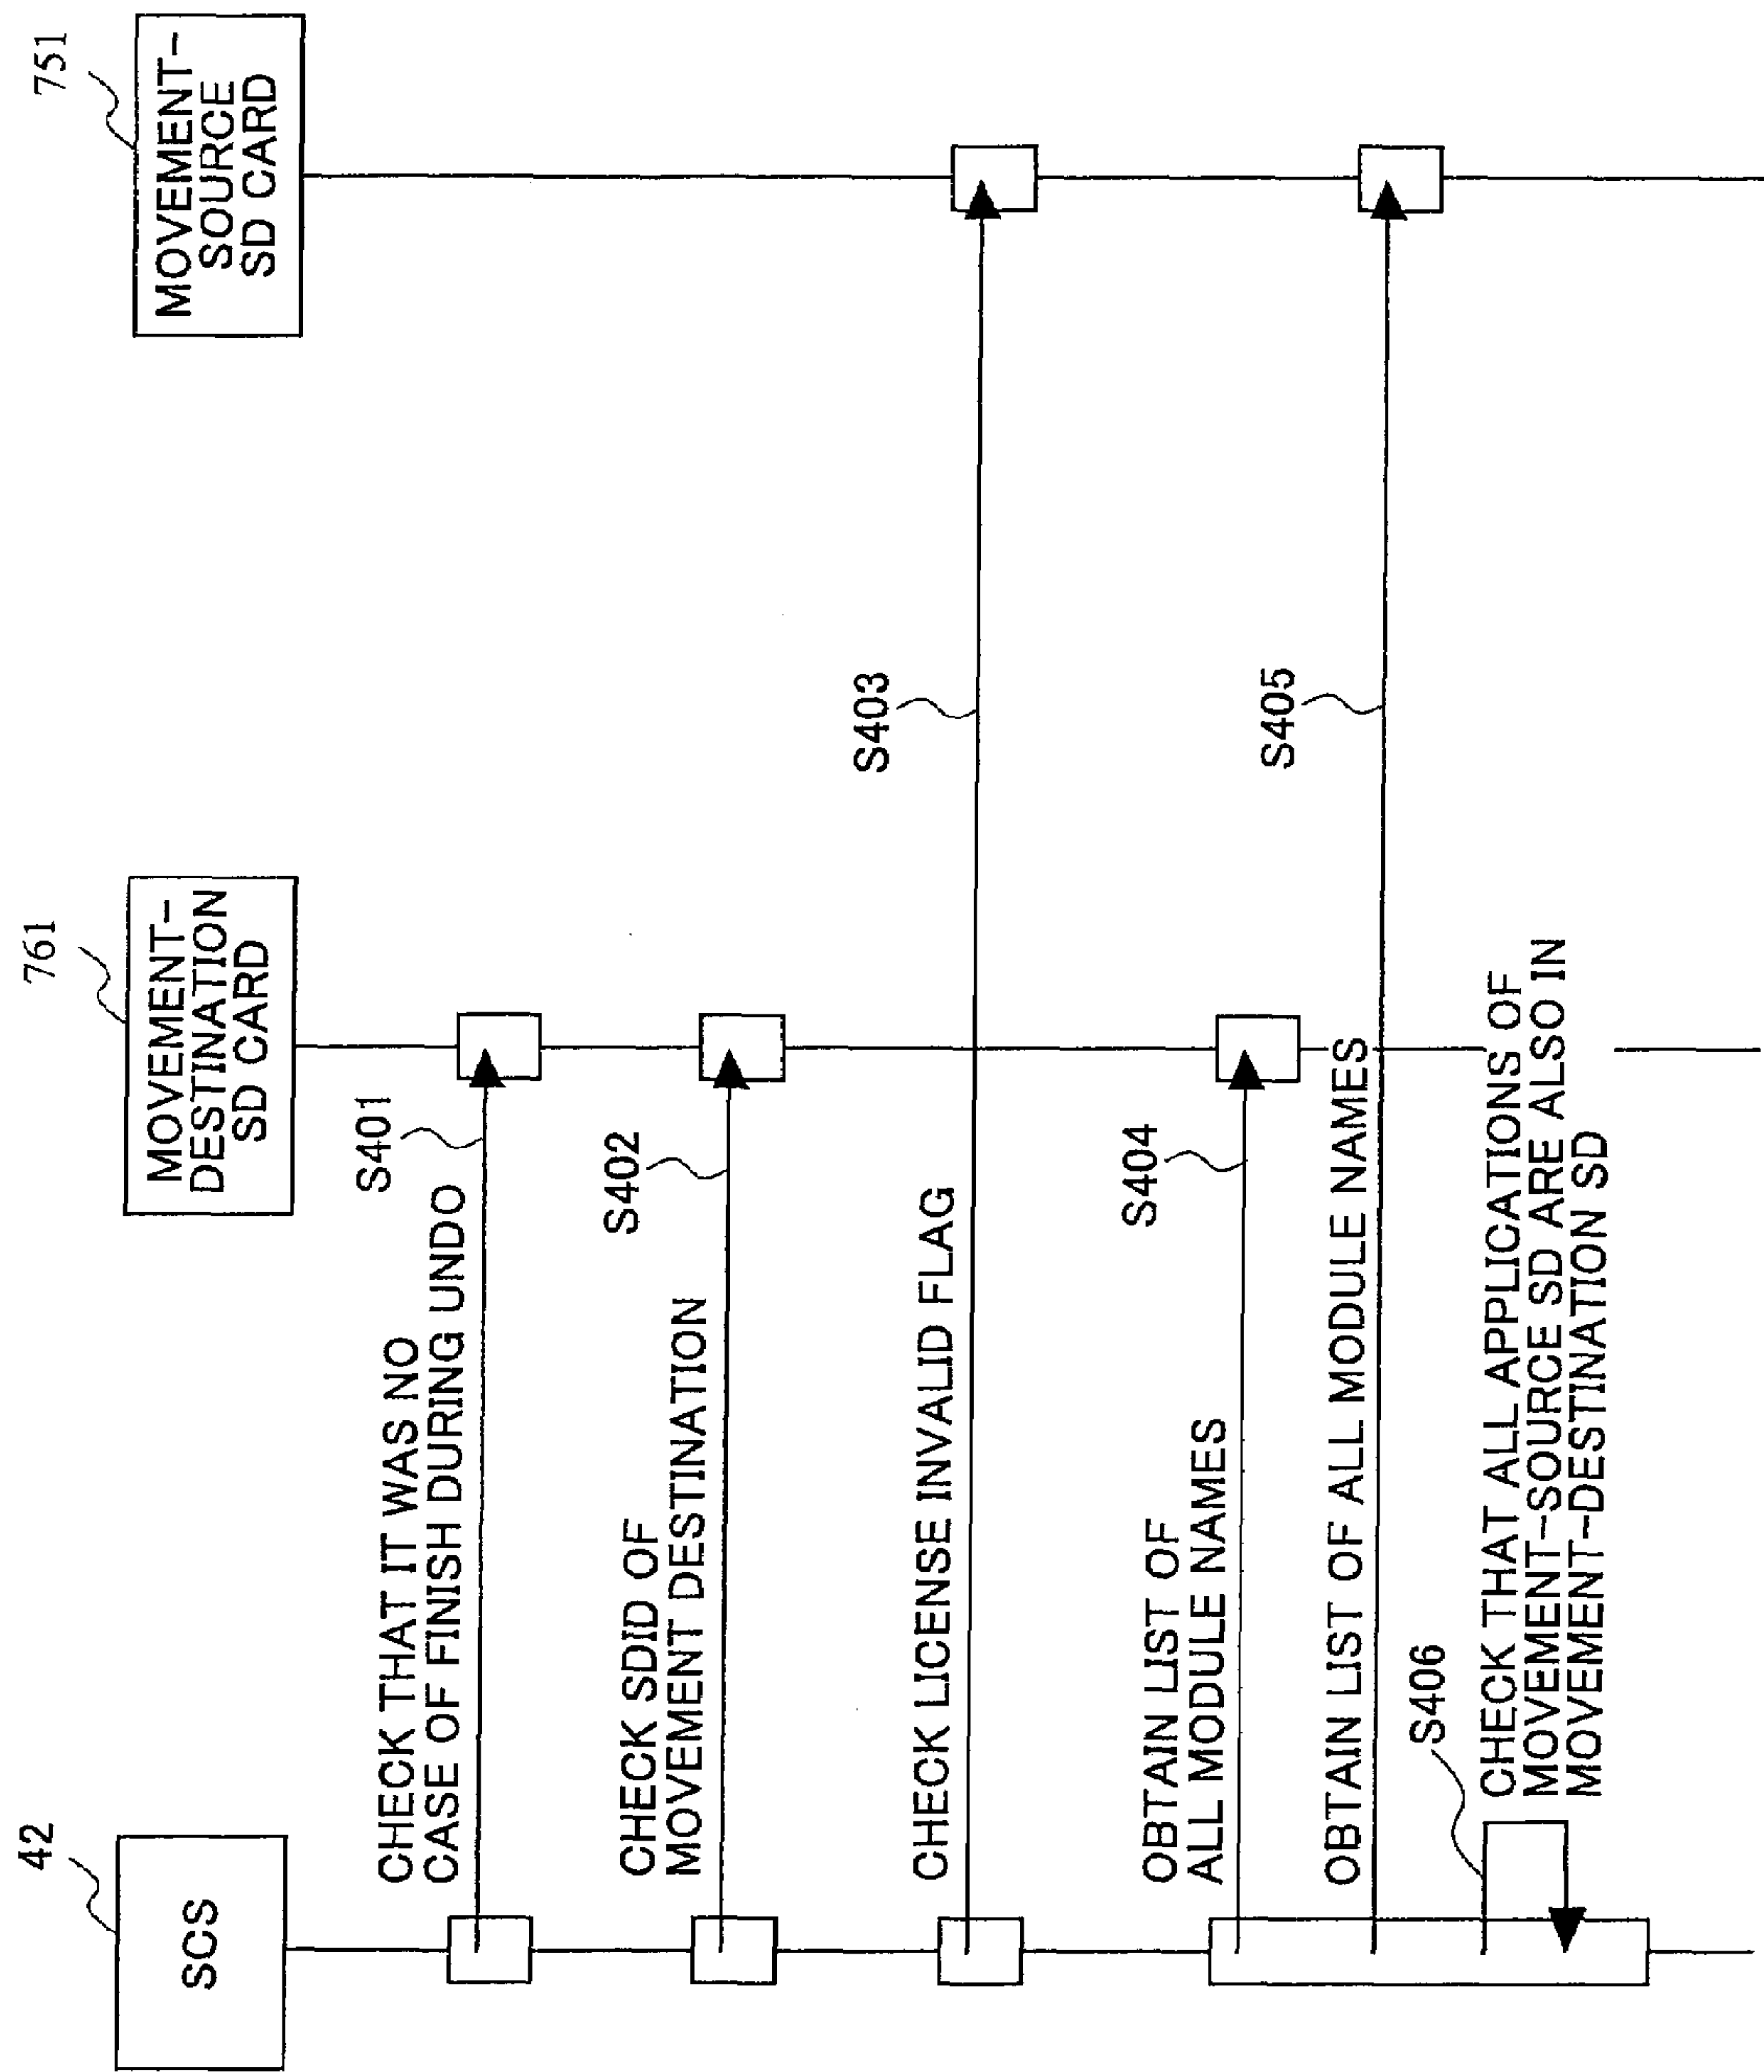 42
SCS
761
MOVEMENT-
DESTINATION
SD CARD
751
MOVEMENT-
SOURCE
SD CARD
CHECK THAT IT WAS NO
CASE OF FINISH DURING UNDO
S401
CHECK SDID OF
MOVEMENT DESTINATION
S402
CHECK LICENSE INVALID FLAG
S403
OBTAIN LIST OF
ALL MODULE NAMES
S404
OBTAIN LIST OF ALL MODULE NAMES
S405
S406
CHECK THAT ALL APPLICATIONS OF
MOVEMENT-SOURCE SD ARE ALSO IN
MOVEMENT-DESTINATION SD